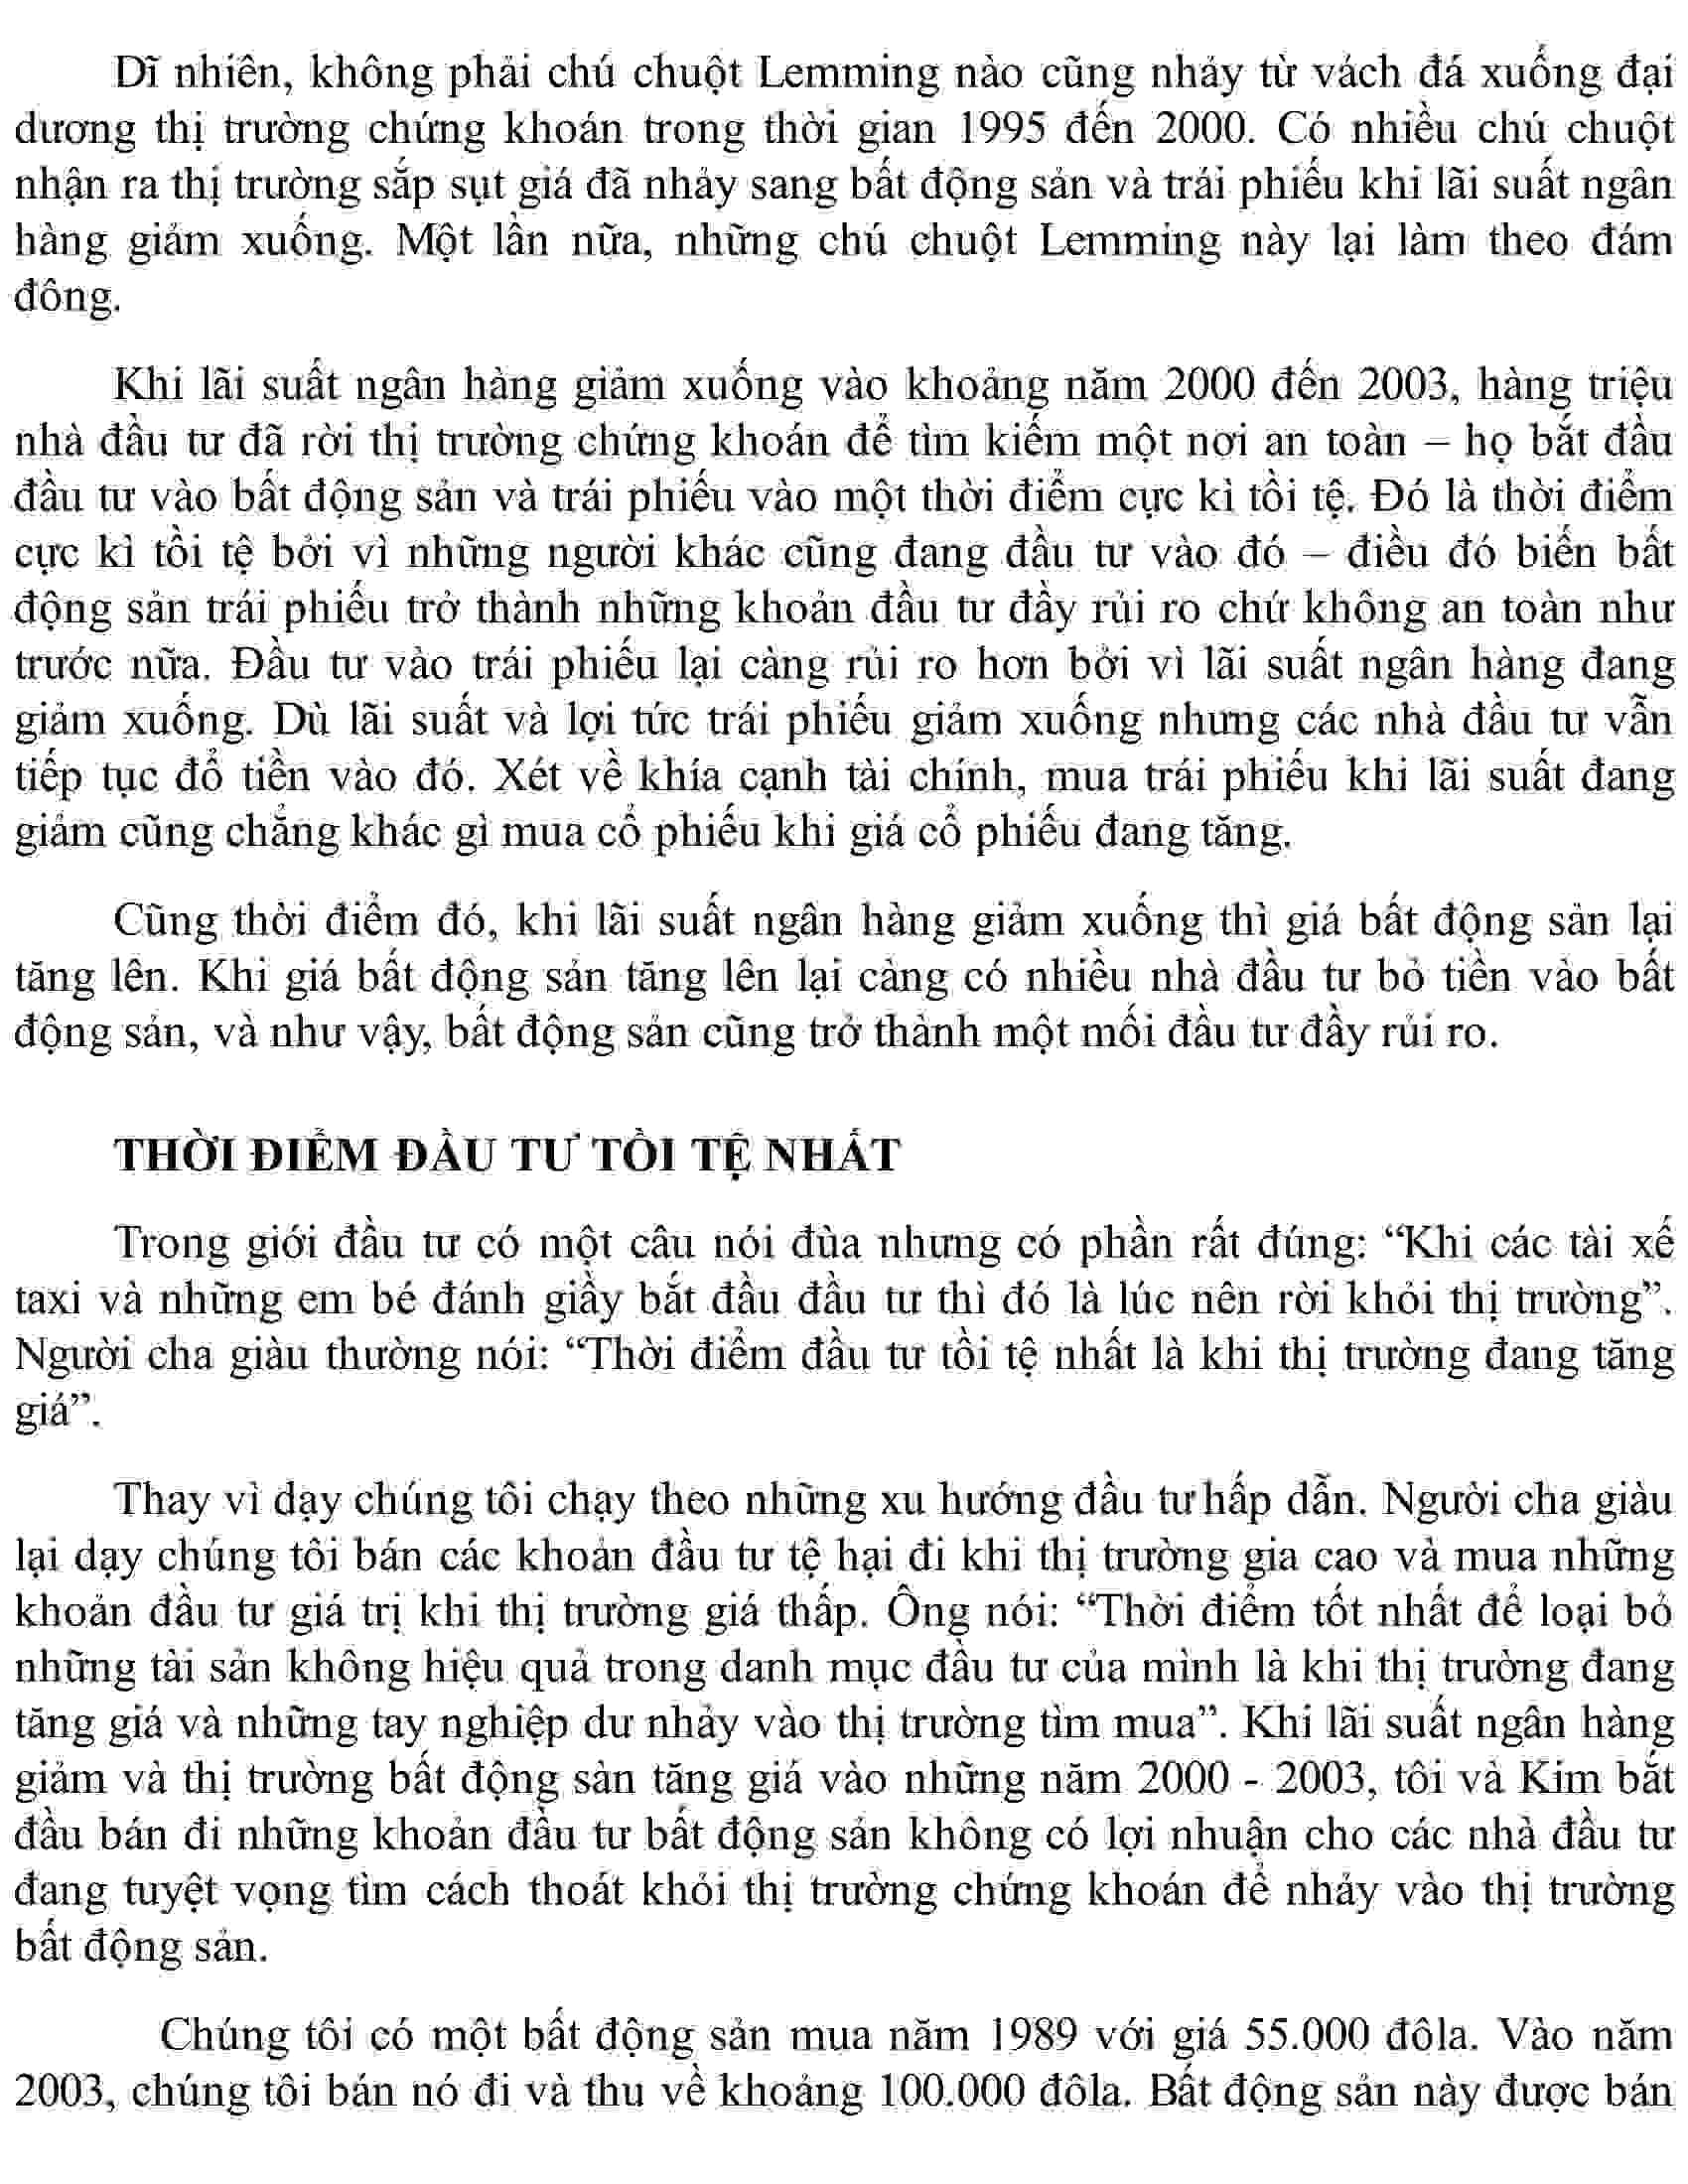 Dĩ nhiên, không phải chú chuột Lemming nào cũng nhảy từ vách đá xuống đại
dương thị trường chứng khoán trong thời gian 1995 đến 2000. Có nhiều chú chuột
nhận ra thị trường sắp sụt giá đã nhảy sang bất động sản và trái phiếu khi lãi suất ngân
hàng giảm xuống. Một lần nữa, những chú chuột Lemming này lại làm theo đám
đông.
Khi lãi suất ngân hàng giảm xuống vào khoảng năm 2000 đến 2003, hàng triệu
nhà đầu tư đã rời thị trường chứng khoán để tìm kiếm một nơi an toàn – họ bắt đầu
đầu tư vào bất động sản và trái phiếu vào một thời điểm cực kì tồi tệ. Đó là thời điểm
cực kì tồi tệ bởi vì những người khác cũng đang đầu tư vào đó – điều đó biến bất
động sản trái phiếu trở thành những khoản đầu tư đầy rủi ro chứ không an toàn như
trước nữa. Đầu tư vào trái phiếu lại càng rủi ro hơn bởi vì lãi suất ngân hàng đang
giảm xuống. Dù lãi suất và lợi tức trái phiếu giảm xuống nhưng các nhà đầu tư vẫn
tiếp tục đổ tiền vào đó. Xét về khía cạnh tài chính, mua trái phiếu khi lãi suất đang
giảm cũng chẳng khác gì mua cổ phiếu khi giá cổ phiếu đang tăng.
Cũng thời điểm đó, khi lãi suất ngân hàng giảm xuống thì giá bất động sản lại
tăng lên. Khi giá bất động sản tăng lên lại càng có nhiều nhà đầu tư bỏ tiền vào bất
động sản, và như vậy, bất động sản cũng trở thành một mối đầu tư đầy rủi ro.
THỜI ĐIỂM ĐẦU TƯ TỒI TỆ NHẤT
Trong giới đầu tư có một câu nói đùa nhưng có phần rất đúng: “Khi các tài xế
taxi và những em bé đánh giầy bắt đầu đầu tư thì đó là lúc nên rời khỏi thị trường”.
Người cha giàu thường nói: “Thời điểm đầu tư tồi tệ nhất là khi thị trường đang tăng
giá”.
Thay vì dạy chúng tôi chạy theo những xu hướng đầu tư hấp dẫn. Người cha giàu
lại dạy chúng tôi bán các khoản đầu tư tệ hại đi khi thị trường gia cao và mua những
khoản đầu tư giá trị khi thị trường giá thấp. Ông nói: “Thời điểm tốt nhất để loại bỏ
những tài sản không hiệu quả trong danh mục đầu tư của mình là khi thị trường đang
tăng giá và những tay nghiệp dư nhảy vào thị trường tìm mua”. Khi lãi suất ngân hàng
giảm và thị trường bất động sản tăng giá vào những năm 2000 - 2003, tôi và Kim bắt
đầu bán đi những khoản đầu tư bất động sản không có lợi nhuận cho các nhà đầu tư
đang tuyệt vọng tìm cách thoát khỏi thị trường chứng khoán để nhảy vào thị trường
bất động sản.
Chúng tôi có một bất động sản mua năm 1989 với giá 55.000 đôla. Vào năm
2003, chúng tôi bán nó đi và thu về khoảng 100.000 đôla. Bất động sản này được bán